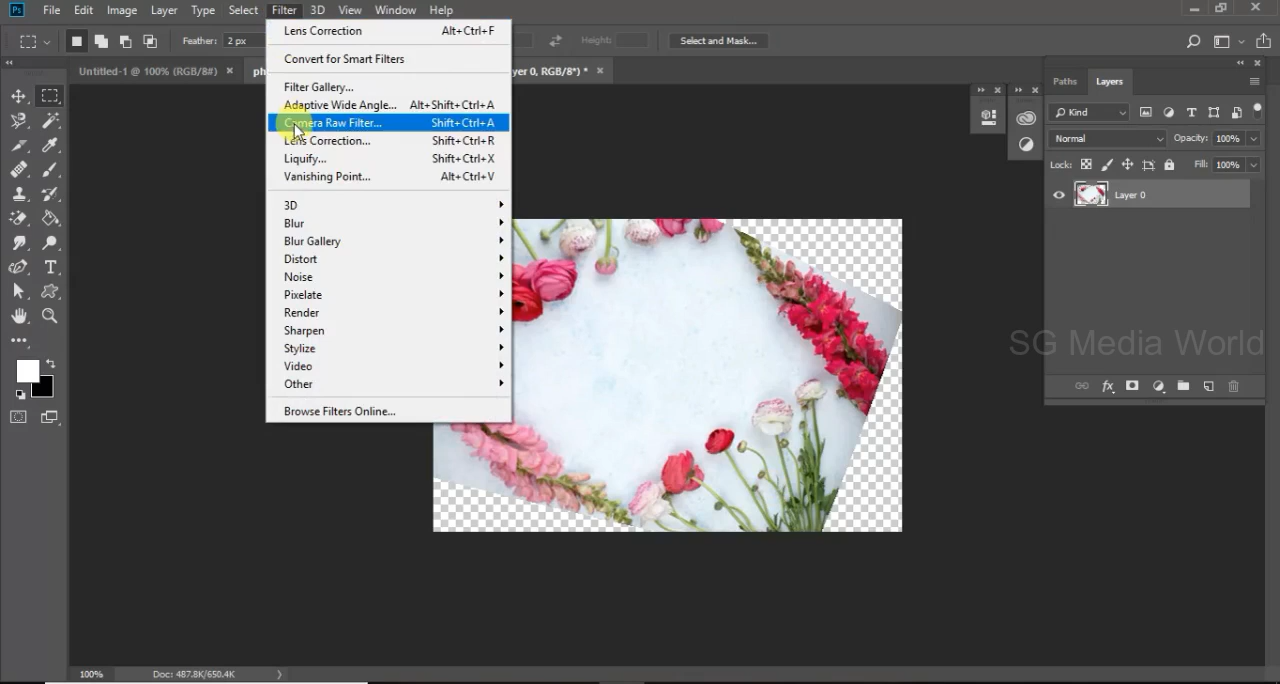 Ps File Edit Image Layer Type Select Filter 3D View Window Help
Feather: 2 px Height: Select and Mask...
Untitled-1 @ 100% (RGB/8#) × ph yer 0, RGB/8*) * ×
Lens Correction Alt+Ctrl+F
Convert for Smart Filters
Filter Gallery...
Adaptive Wide Angle... Alt+Shift+Ctrl+A
Camera Raw Filter... Shift+Ctrl+A
Lens Correction... Shift+Ctrl+R
Liquify... Shift+Ctrl+X
Vanishing Point... Alt+Ctrl+V
3D
Blur
Blur Gallery
Distort
Noise
Pixelate
Render
Sharpen
Stylize
Video
Other
Browse Filters Online...
Paths Layers
Kind
Normal Opacity: 100%
Lock: Fill: 100%
Layer 0
SG Media World
100% Doc: 487.8K/650.4K